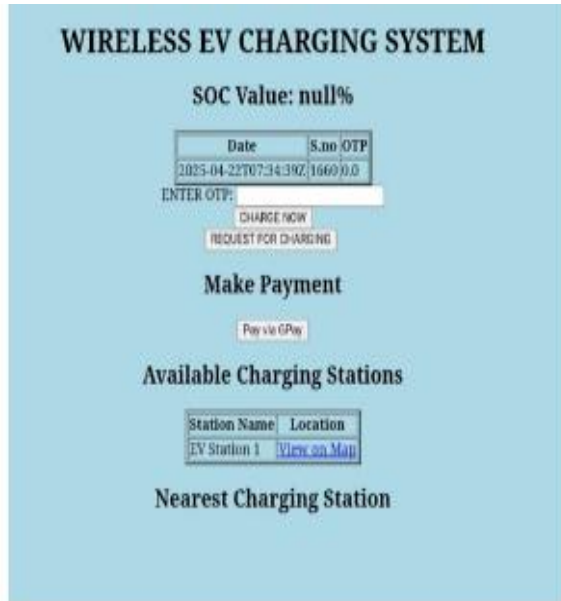 WIRELESS EV CHARGING SYSTEM
SOC Value: null%
Date S.no OTP
2025-04-22T07:34:39Z 1660 0.0
ENTER OTP:
CHARGE NOW
REQUEST FOR CHARGING
Make Payment
Pay via GPay
Available Charging Stations
Station Name Location
EV Station 1 View on Map
Nearest Charging Station